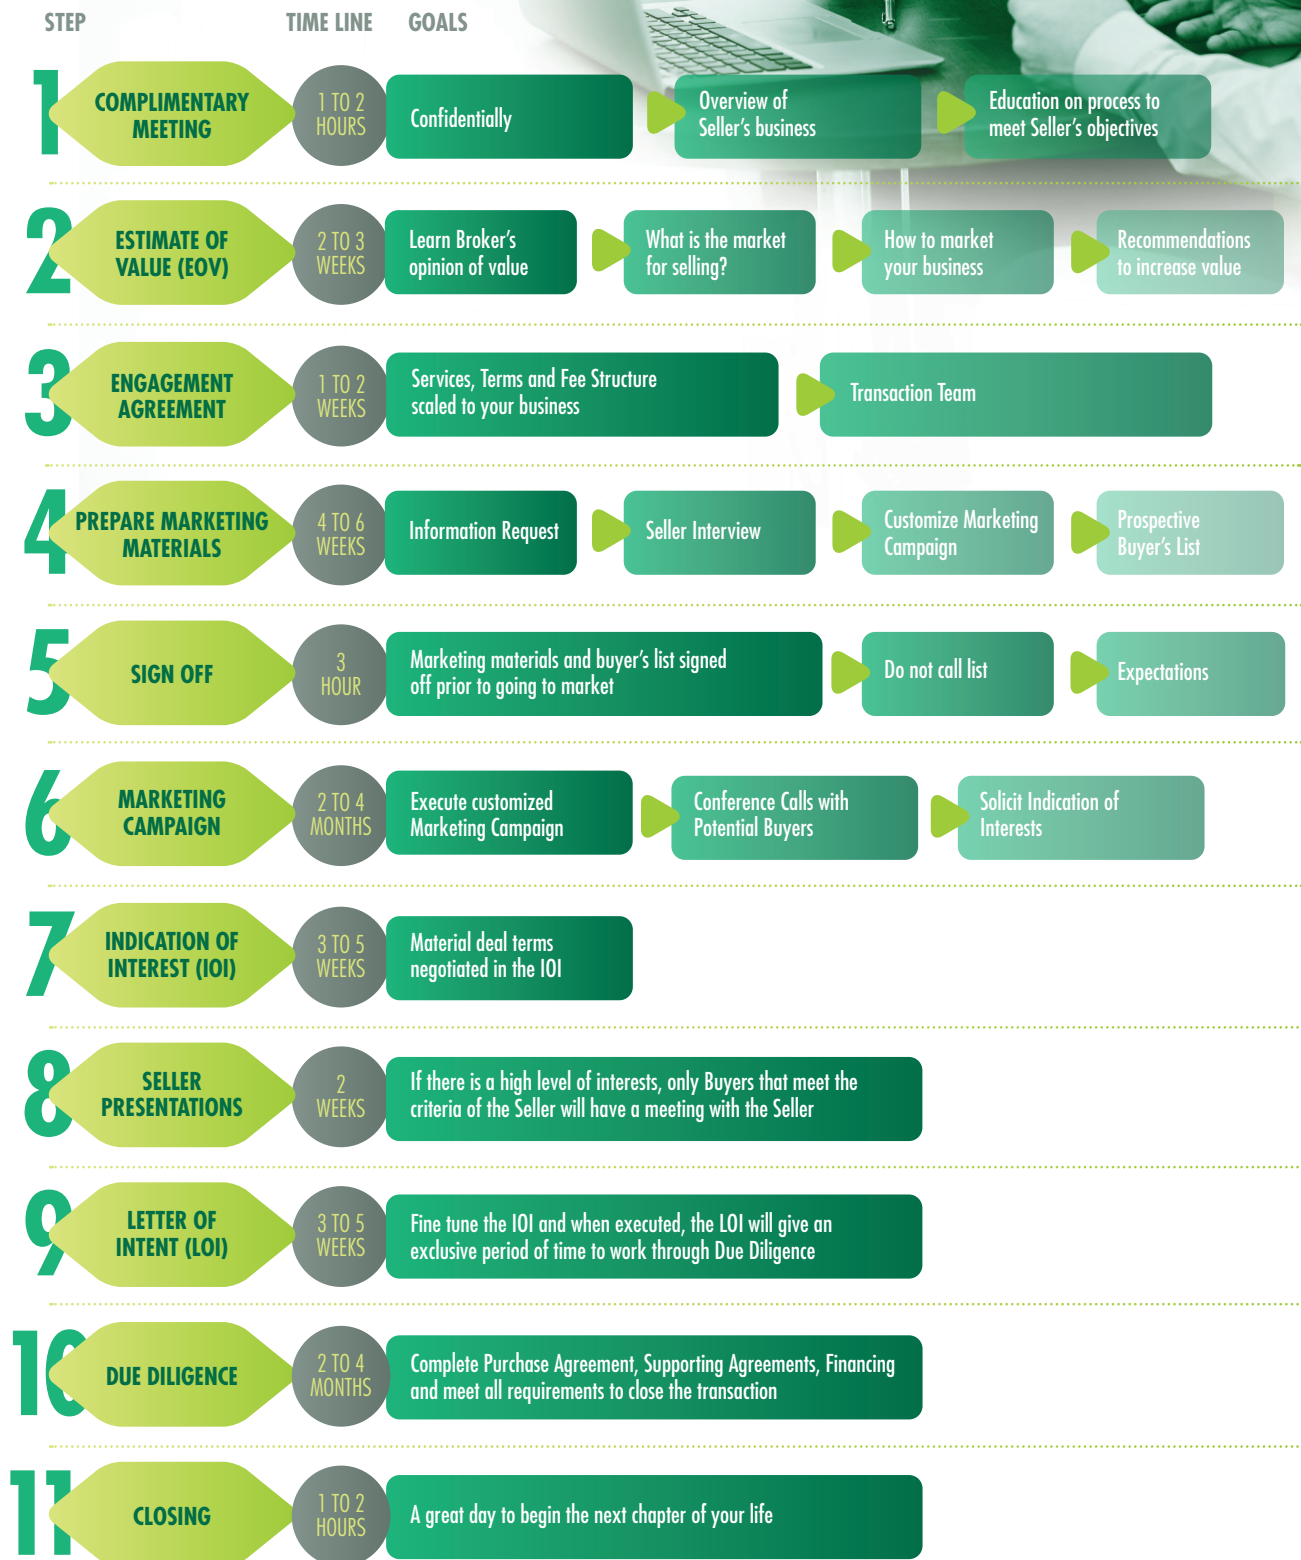 STEP
TIME LINE
GOALS
1
COMPLIMENTARY
MEETING
1 TO 2
HOURS
Confidentially
Overview of
Seller's business
Education on process to
meet Seller's objectives
2
ESTIMATE OF
VALUE (EOV)
2 TO 3
WEEKS
Learn Broker's
opinion of value
What is the market
for selling?
How to market
your business
Recommendations
to increase value
3
ENGAGEMENT
AGREEMENT
1 TO 2
WEEKS
Services, Terms and Fee Structure
scaled to your business
Transaction Team
4
PREPARE MARKETING
MATERIALS
4 TO 6
WEEKS
Information Request
Seller Interview
Customize Marketing
Campaign
Prospective
Buyer's List
5
SIGN OFF
3
HOUR
Marketing materials and buyer's list signed
off prior to going to market
Do not call list
Expectations
6
MARKETING
CAMPAIGN
2 TO 4
MONTHS
Execute customized
Marketing Campaign
Conference Calls with
Potential Buyers
Solicit Indication of
Interests
7
INDICATION OF
INTEREST (IOI)
3 TO 5
WEEKS
Material deal terms
negotiated in the IOI
8
SELLER
PRESENTATIONS
2
WEEKS
If there is a high level of interests, only Buyers that meet the
criteria of the Seller will have a meeting with the Seller
9
LETTER OF
INTENT (LOI)
3 TO 5
WEEKS
Fine tune the IOI and when executed, the LOI will give an
exclusive period of time to work through Due Diligence
10
DUE DILIGENCE
2 TO 4
MONTHS
Complete Purchase Agreement, Supporting Agreements, Financing
and meet all requirements to close the transaction
11
CLOSING
1 TO 2
HOURS
A great day to begin the next chapter of your life